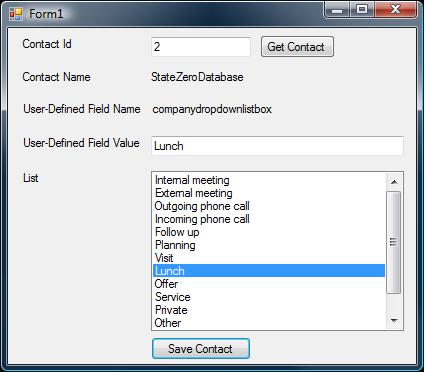 Form1
Contact Id 2 Get Contact
Contact Name StateZeroDatabase
User-Defined Field Name companydropdownlistbox
User-Defined Field Value Lunch
List
Internal meeting
External meeting
Outgoing phone call
Incoming phone call
Follow up
Planning
Visit
Lunch
Offer
Service
Private
Other
Save Contact